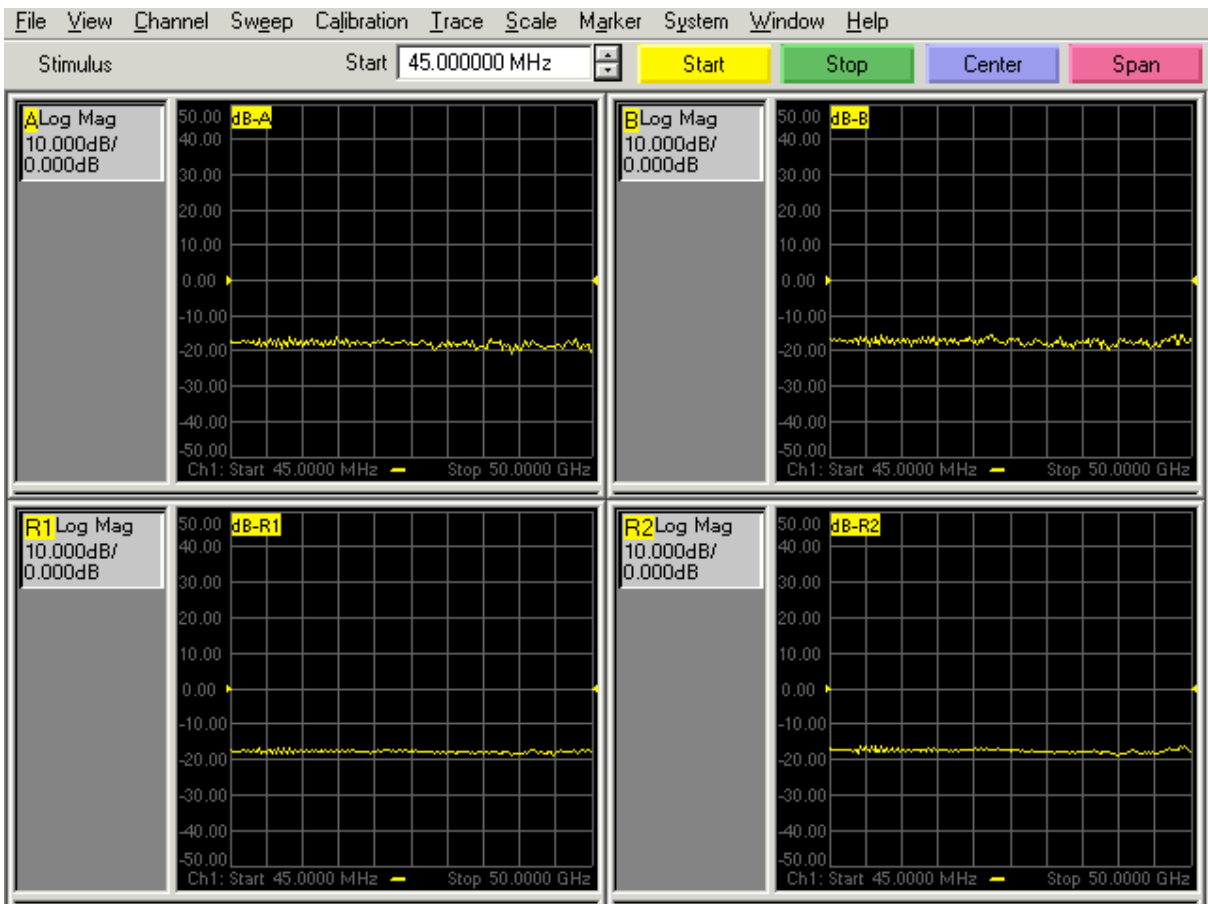 File View Channel Sweep Calibration Trace Scale Marker System Window Help
Stimulus Start 45.000000 MHz Start Stop Center Span
A Log Mag
10.000dB/
0.000dB
50.00 dB-A
40.00
30.00
20.00
10.00
0.00
-10.00
-20.00
-30.00
-40.00
-50.00
Ch1: Start 45.0000 MHz Stop 50.0000 GHz
B Log Mag
10.000dB/
0.000dB
50.00 dB-B
40.00
30.00
20.00
10.00
0.00
-10.00
-20.00
-30.00
-40.00
-50.00
Ch1: Start 45.0000 MHz Stop 50.0000 GHz
R1 Log Mag
10.000dB/
0.000dB
50.00 dB-R1
40.00
30.00
20.00
10.00
0.00
-10.00
-20.00
-30.00
-40.00
-50.00
Ch1: Start 45.0000 MHz Stop 50.0000 GHz
R2 Log Mag
10.000dB/
0.000dB
50.00 dB-R2
40.00
30.00
20.00
10.00
0.00
-10.00
-20.00
-30.00
-40.00
-50.00
Ch1: Start 45.0000 MHz Stop 50.0000 GHz